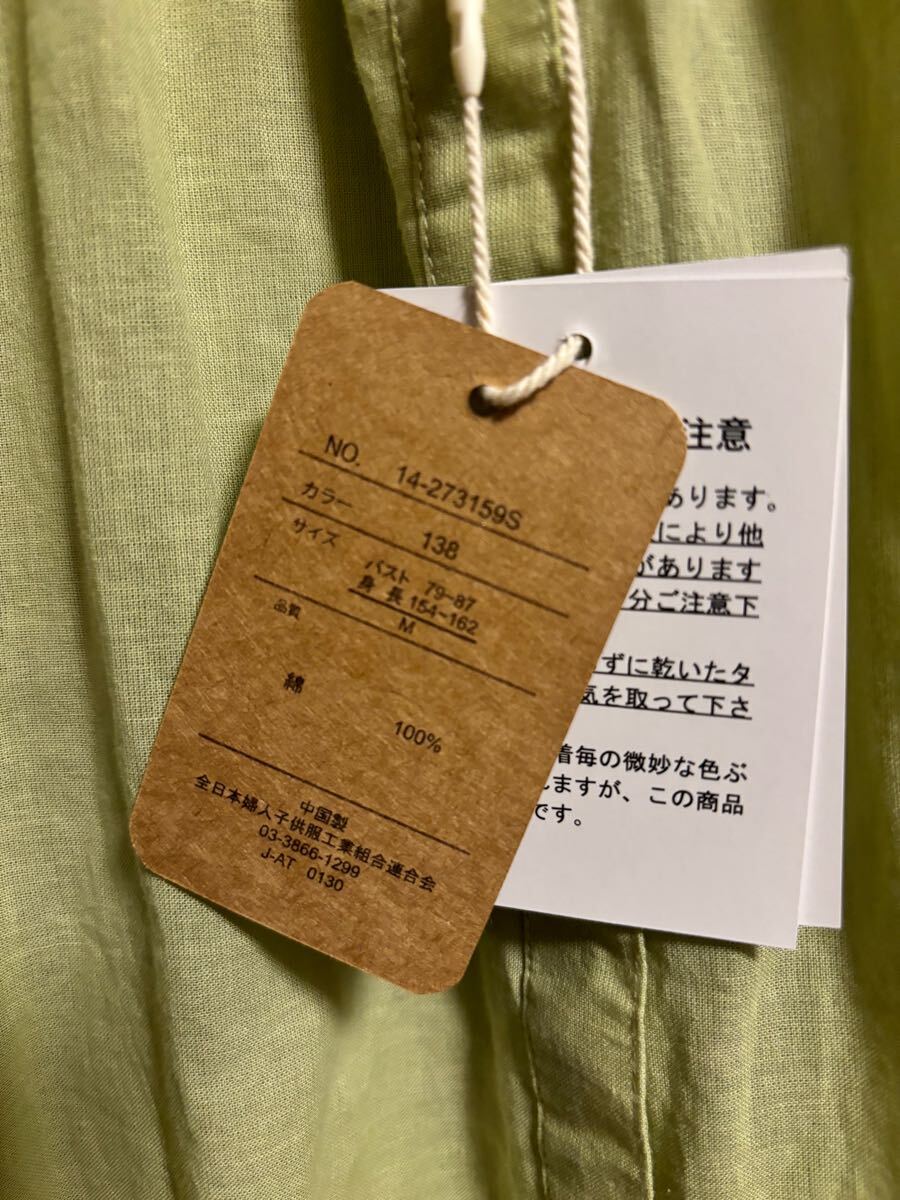 NO. 14-273159S
カラー 138
サイズ バスト 79-87
身長 154-162
M
品質
綿 100%
中国製
全日本婦人子供服工業組合連合会
03-3866-1299
J-AT 0130
注意
あります。
により他
があります
分ご注意下
ずに乾いたタ
気を取って下さ
着毎の微妙な色ぶ
ますが、この商品
です。